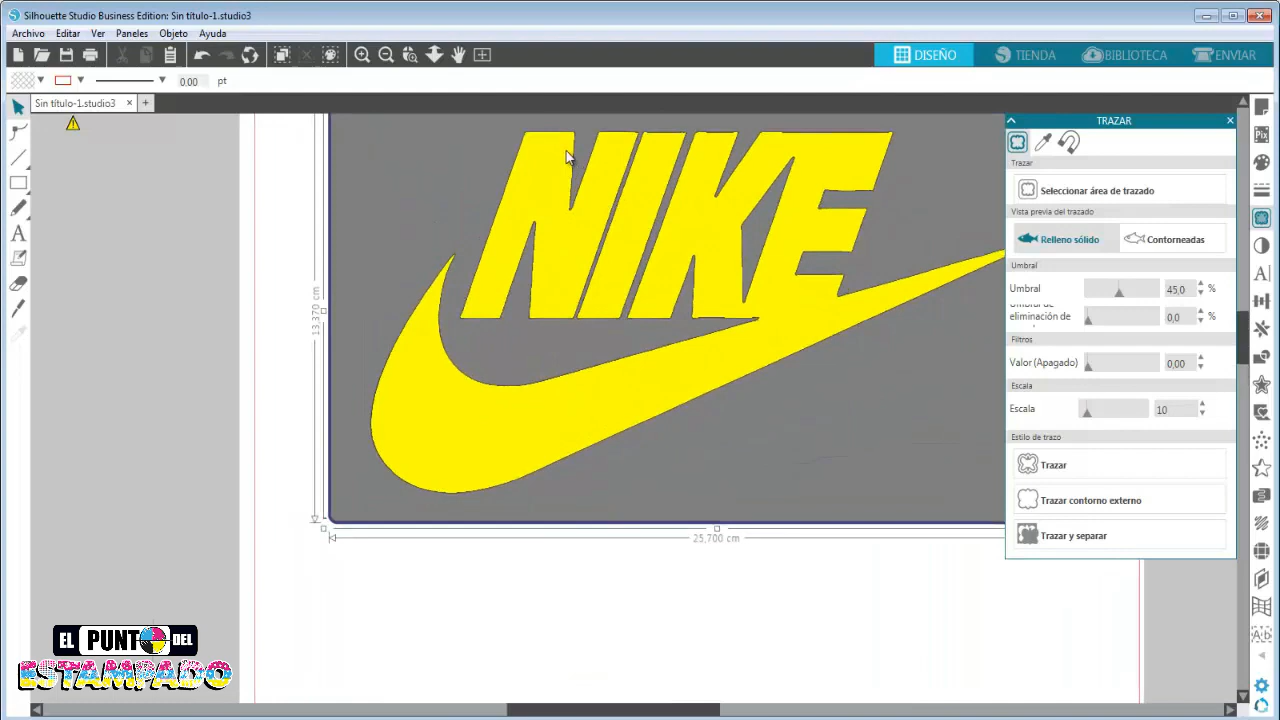 Silhouette Studio Business Edition: Sin título-1.studio3
Archivo Editar Ver Paneles Objeto Ayuda
DISEÑO TIENDA BIBLIOTECA ENVIAR
0.00 pt
Sin título-1.studio3
TRAZAR
Trazar
Seleccionar área de trazado
Vista previa del trazado
Relleno sólido Contorneadas
Umbral
Umbral 45,0 %
eliminación de 0,0 %
Filtros
Valor (Apagado) 0,00
Escala
Escala 10
Estilo de trazo
Trazar
Trazar contorno externo
Trazar y separar
NIKE
13,370 cm
25,700 cm
EL PUNTO DEL
ESTAMPADO